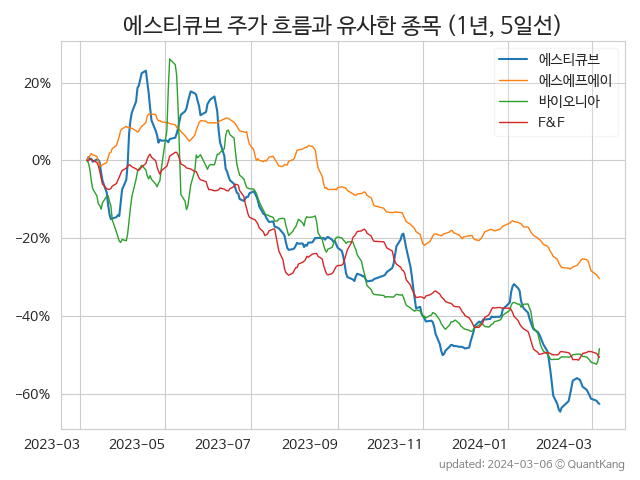 에스티큐브 주가 흐름과 유사한 종목 (1년, 5일선)
에스티큐브
에스에프에이
바이오니아
F&F
20%
0%
−20%
−40%
−60%
2023−03 2023−05 2023−07 2023−09 2023−11 2024−01 2024−03
updated: 2024-03-06 ⓒ QuantKang